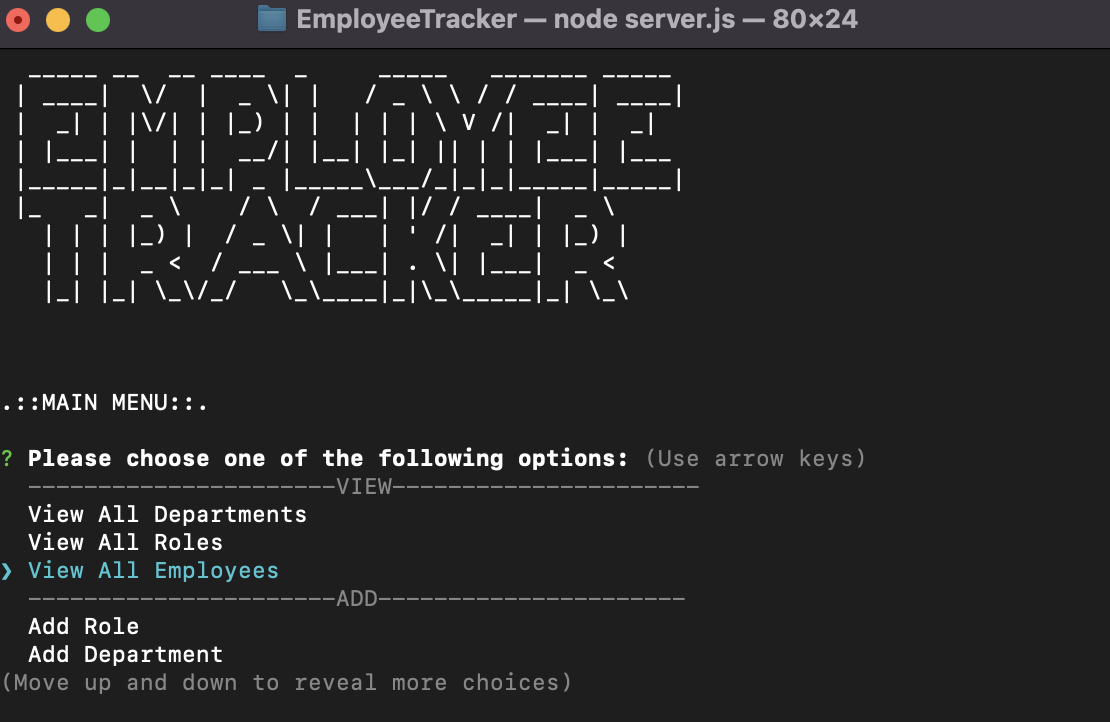 EmployeeTracker — node server.js — 80×24
EMPLOYEE
TRACKER
.::MAIN MENU::.
? Please choose one of the following options: (Use arrow keys)
──────────────────────VIEW──────────────────────
View All Departments
View All Roles
❯ View All Employees
──────────────────────ADD──────────────────────
Add Role
Add Department
(Move up and down to reveal more choices)